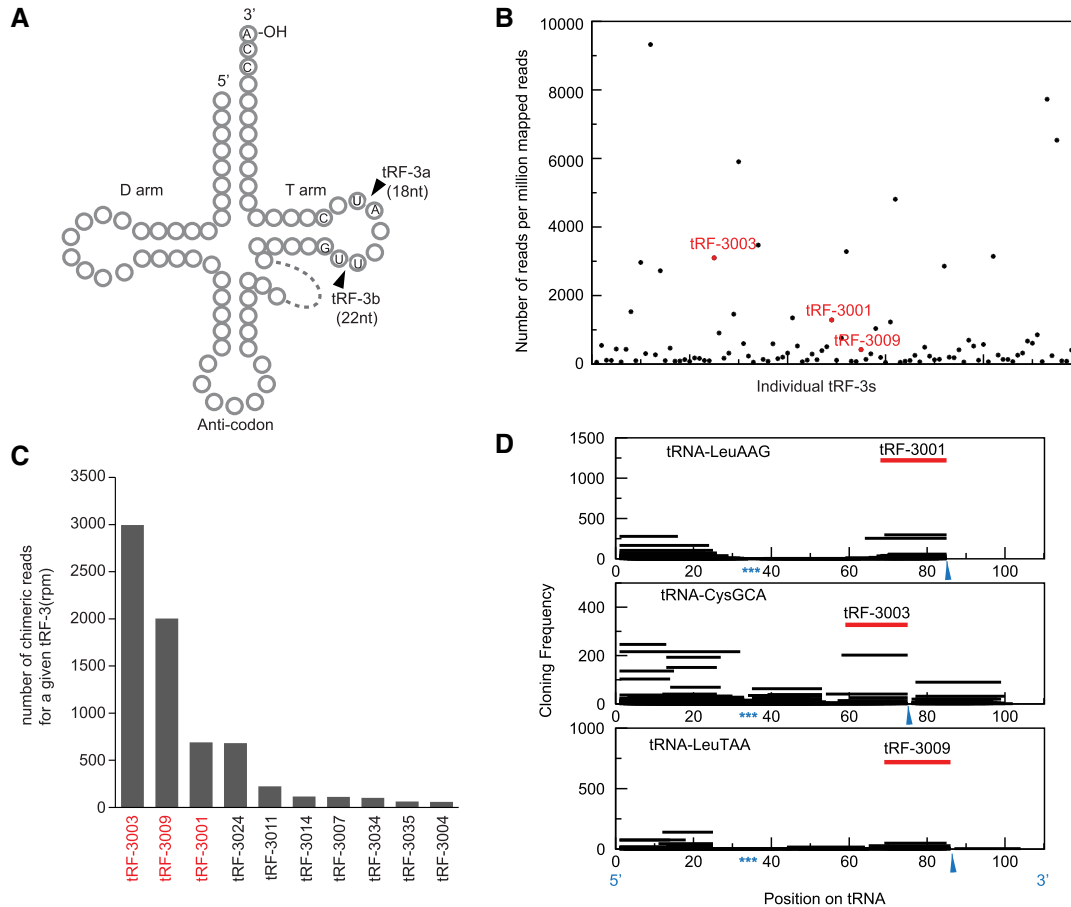 A
3’
A
-OH
C
C
5’
D arm
T arm
tRF-3a
(18nt)
C
U
A
G
U
U
tRF-3b
(22nt)
Anti-codon
B
Number of reads per million mapped reads
10000
8000
6000
4000
2000
0
tRF-3003
tRF-3001
tRF-3009
Individual tRF-3s
C
number of chimeric reads
for a given tRF-3(rpm)
3500
3000
2500
2000
1500
1000
500
0
tRF-3003
tRF-3009
tRF-3001
tRF-3024
tRF-3011
tRF-3014
tRF-3007
tRF-3034
tRF-3035
tRF-3004
D
Cloning Frequency
1500
1000
500
0
tRNA-LeuAAG
tRF-3001
0 20 *** 40 60 80 100
400
200
0
tRNA-CysGCA
tRF-3003
0 20 *** 40 60 80 100
1000
500
0
tRNA-LeuTAA
tRF-3009
0 20 *** 40 60 80 100
5’ 3’
Position on tRNA